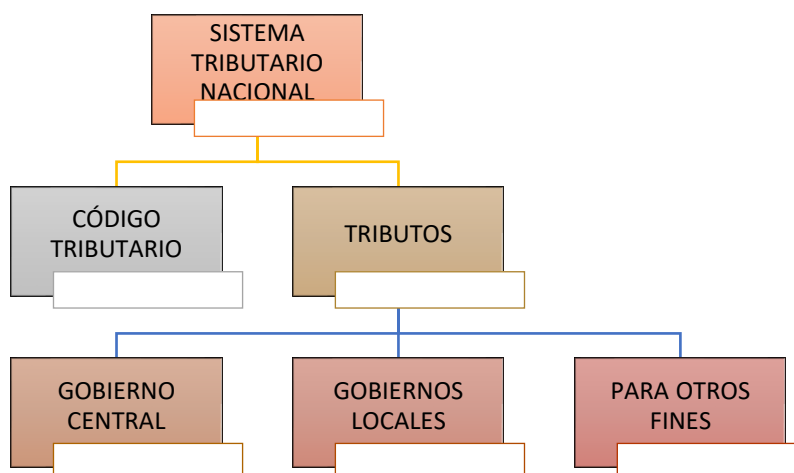 SISTEMA
TRIBUTARIO
NACIONAL
CÓDIGO
TRIBUTARIO
TRIBUTOS
GOBIERNO
CENTRAL
GOBIERNOS
LOCALES
PARA OTROS
FINES